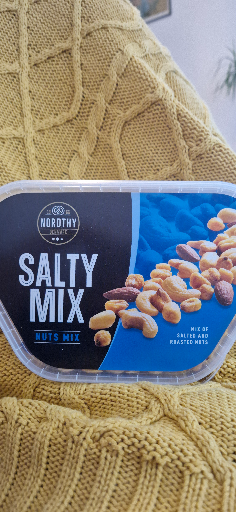 NORDTHY
SALTY
MIX
NUTS MIX
MIX OF
SALTED AND
ROASTED NUTS